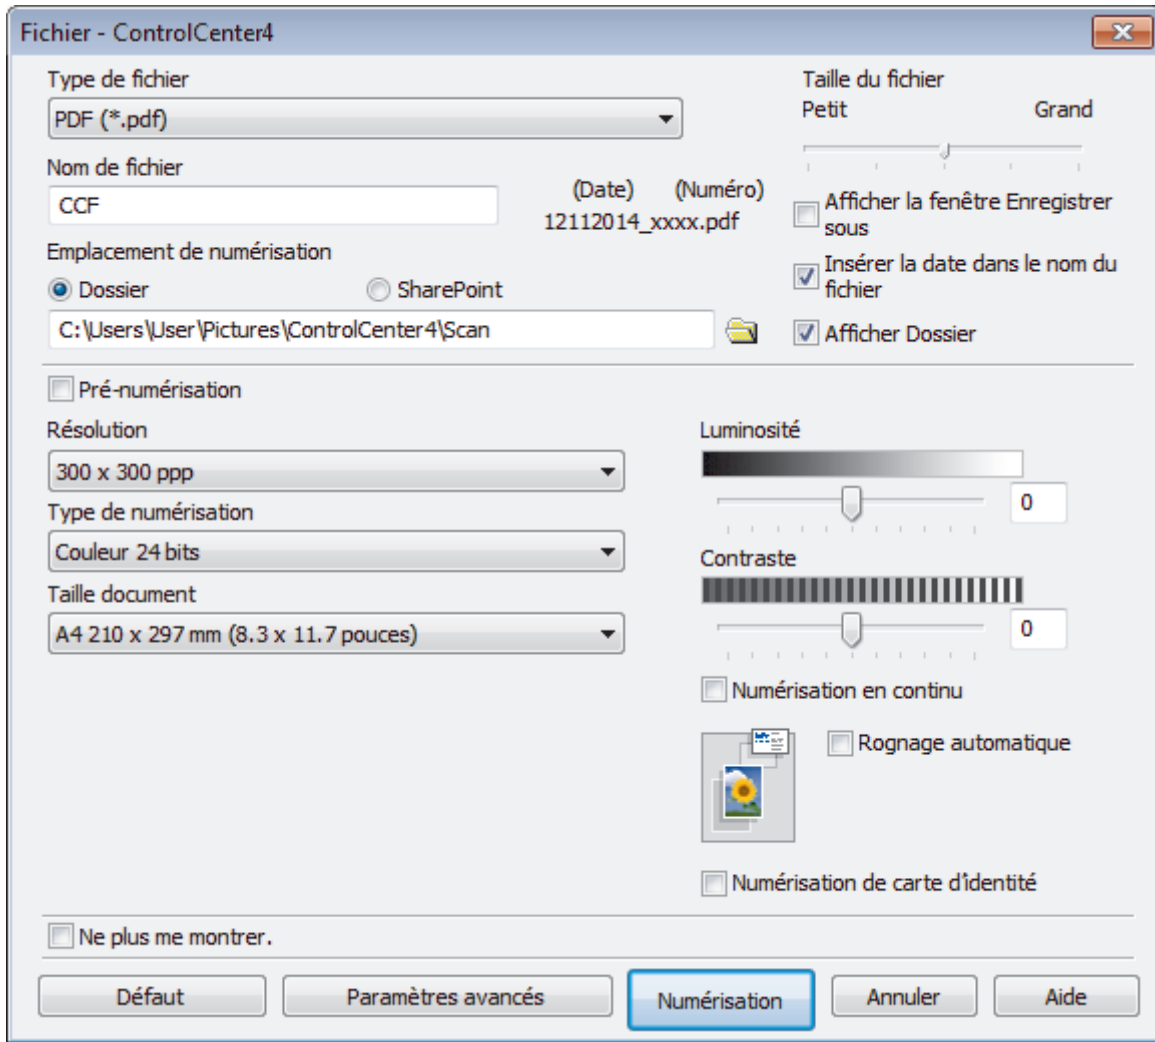 Fichier - ControlCenter4
Type de fichier
PDF (*.pdf)
Taille du fichier
Petit Grand
Nom de fichier
CCF
(Date) (Numéro)
12112014_xxxx.pdf
Afficher la fenêtre Enregistrer
sous
Emplacement de numérisation
Dossier SharePoint
Insérer la date dans le nom du
fichier
C:\Users\User\Pictures\ControlCenter4\Scan
Afficher Dossier
Pré-numérisation
Résolution
300 x 300 ppp
Type de numérisation
Couleur 24 bits
Taille document
A4 210 x 297 mm (8.3 x 11.7 pouces)
Luminosité
0
Contraste
0
Numérisation en continu
Rognage automatique
Numérisation de carte d'identité
Ne plus me montrer.
Défaut Paramètres avancés Numérisation Annuler Aide